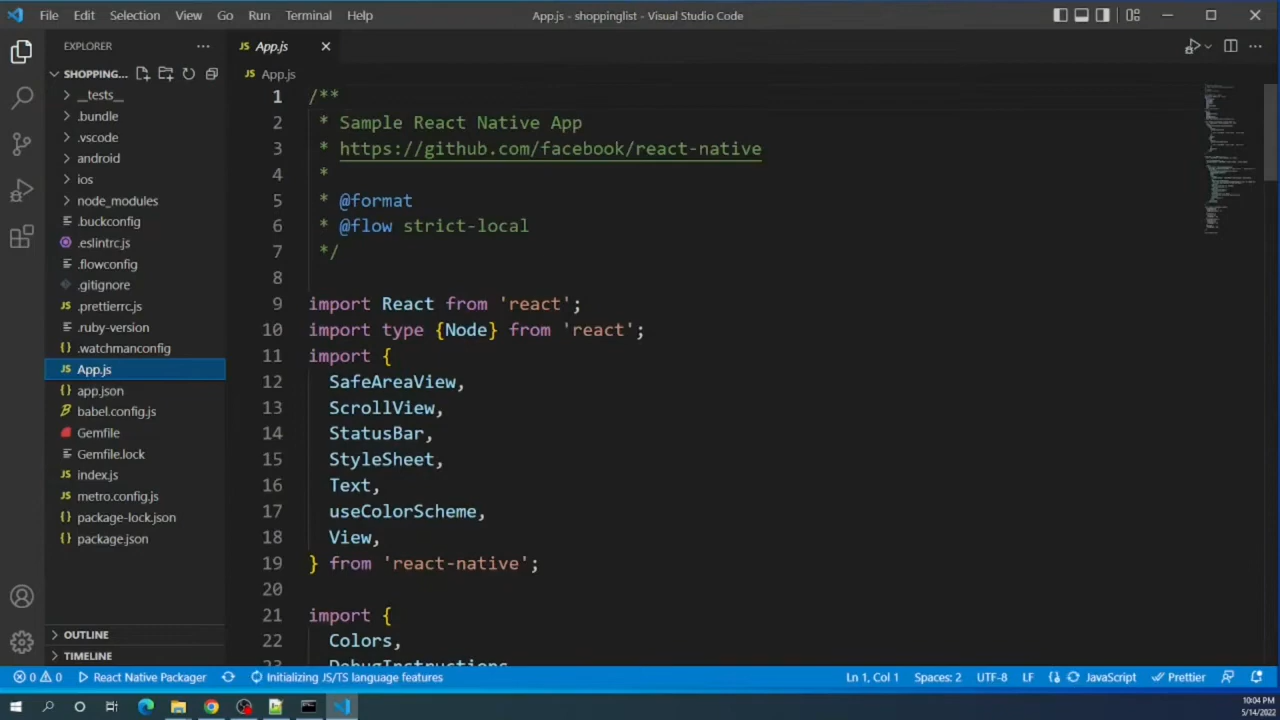 File Edit Selection View Go Run Terminal Help
App.js - shoppinglist - Visual Studio Code
EXPLORER
SHOPPING...
__tests__
.bundle
.vscode
android
ios
node_modules
.buckconfig
.eslintrc.js
.flowconfig
.gitignore
.prettierrc.js
.ruby-version
.watchmanconfig
App.js
app.json
babel.config.js
Gemfile
Gemfile.lock
index.js
metro.config.js
package-lock.json
package.json
OUTLINE
TIMELINE
JS App.js
JS App.js
1 /**
2 * Sample React Native App
3 * https://github.com/facebook/react-native
4 *
5 * @format
6 * @flow strict-local
7 */
8
9 import React from 'react';
10 import type {Node} from 'react';
11 import {
12 SafeAreaView,
13 ScrollView,
14 StatusBar,
15 StyleSheet,
16 Text,
17 useColorScheme,
18 View,
19 } from 'react-native';
20
21 import {
22 Colors,
23 DebugInstructions,
0 0 React Native Packager Initializing JS/TS language features Ln 1, Col 1 Spaces: 2 UTF-8 LF JavaScript Prettier
10:04 PM
5/14/2022